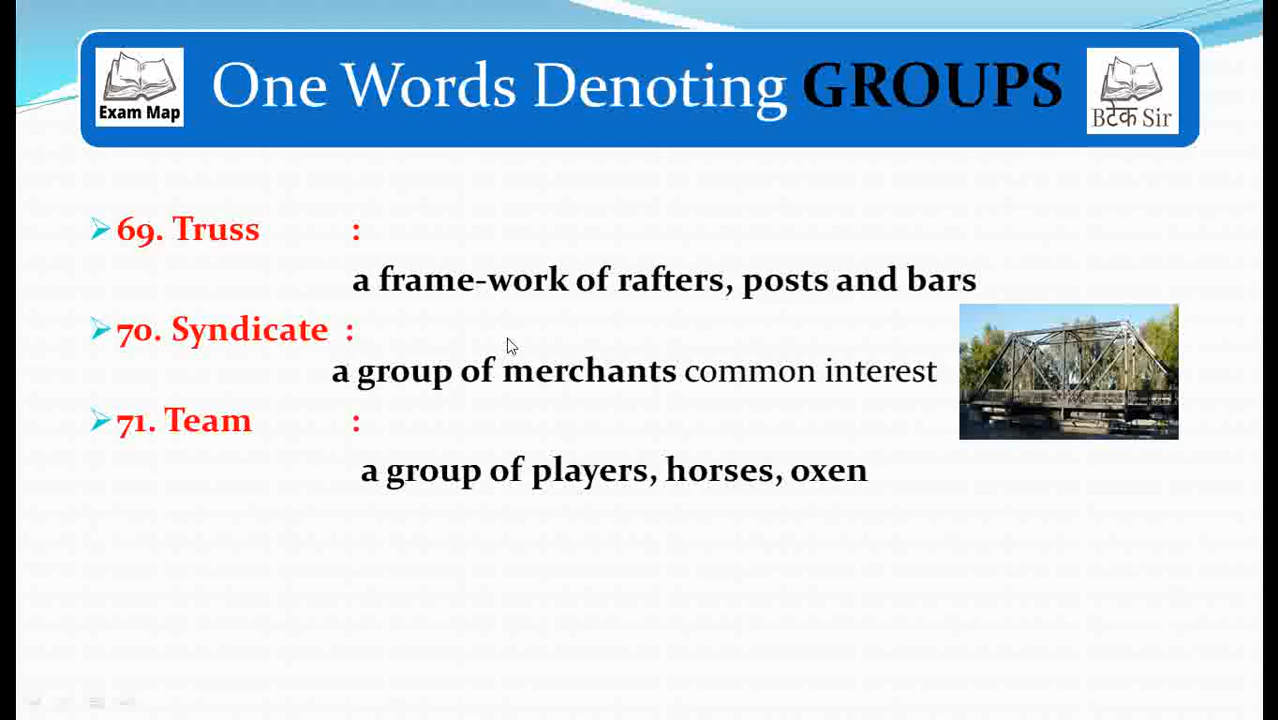 Exam Map
One Words Denoting GROUPS
Bटेक Sir
69. Truss :
a frame-work of rafters, posts and bars
70. Syndicate :
a group of merchants common interest
71. Team :
a group of players, horses, oxen